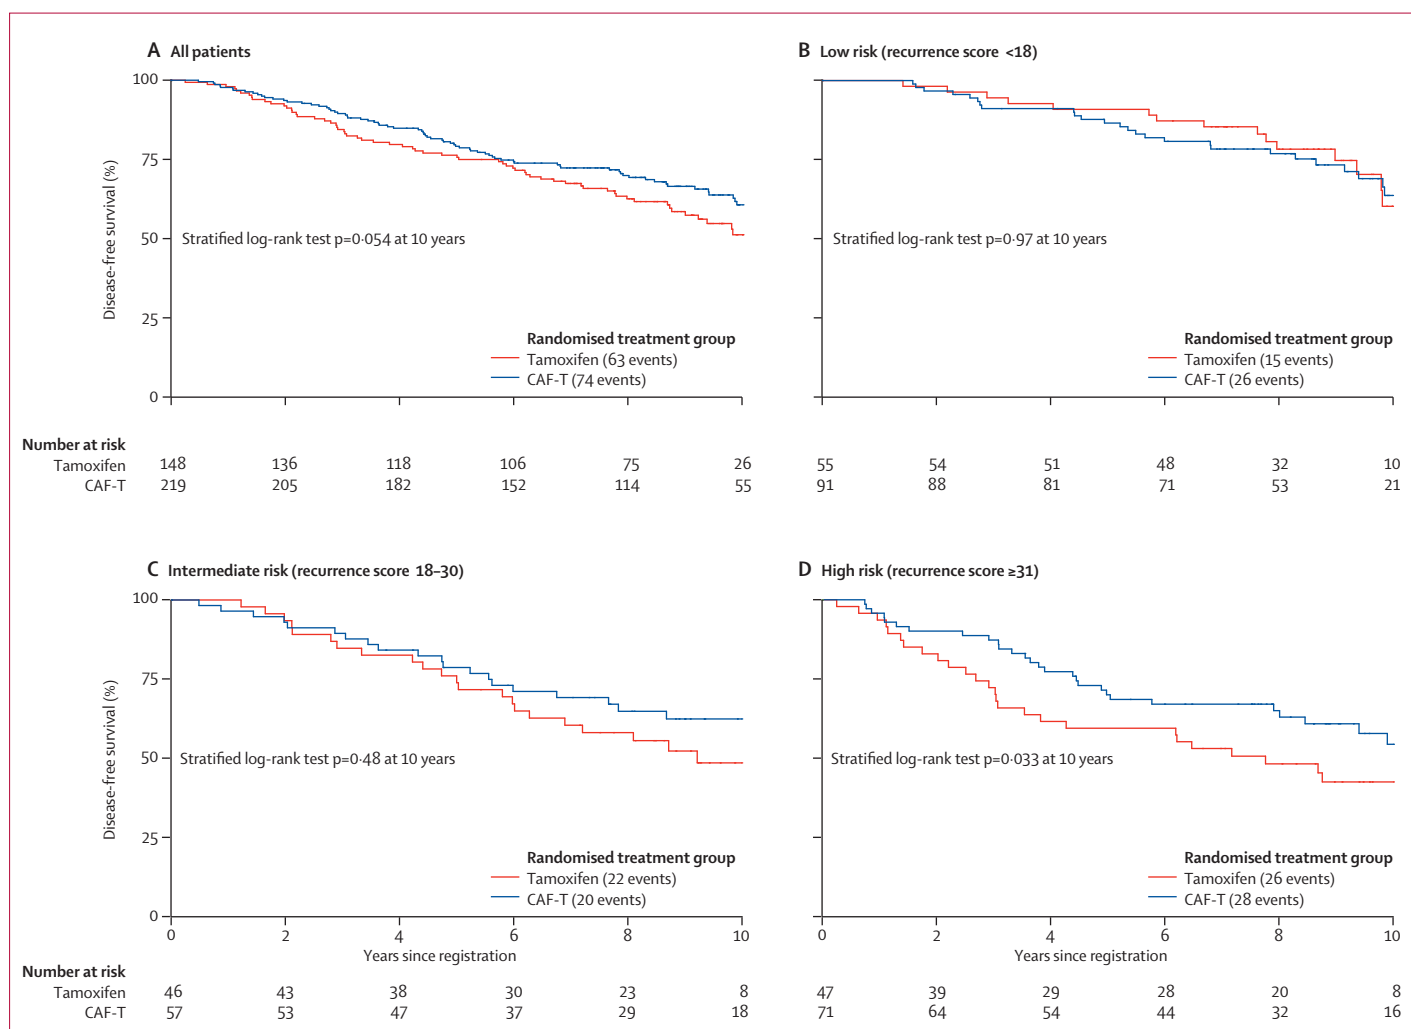 A All patients
100
75
50
25
0
Disease-free survival (%)
Stratified log-rank test p=0·054 at 10 years
Randomised treatment group
Tamoxifen (63 events)
CAF-T (74 events)
B Low risk (recurrence score <18)
Stratified log-rank test p=0·97 at 10 years
Randomised treatment group
Tamoxifen (15 events)
CAF-T (26 events)
Number at risk
Tamoxifen 148 136 118 106 75 26 55 54 51 48 32 10
CAF-T 219 205 182 152 114 55 91 88 81 71 53 21
C Intermediate risk (recurrence score 18–30)
100
75
50
25
0
Disease-free survival (%)
Stratified log-rank test p=0·48 at 10 years
Randomised treatment group
Tamoxifen (22 events)
CAF-T (20 events)
0 2 4 6 8 10
Years since registration
D High risk (recurrence score ≥31)
Stratified log-rank test p=0·033 at 10 years
Randomised treatment group
Tamoxifen (26 events)
CAF-T (28 events)
0 2 4 6 8 10
Years since registration
Number at risk
Tamoxifen 46 43 38 30 23 8 47 39 29 28 20 8
CAF-T 57 53 47 37 29 18 71 64 54 44 32 16